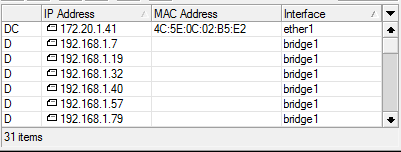 IP Address MAC Address Interface
DC 172.20.1.41 4C:5E:0C:02:B5:E2 ether1
D 192.168.1.7 bridge1
D 192.168.1.19 bridge1
D 192.168.1.32 bridge1
D 192.168.1.40 bridge1
D 192.168.1.57 bridge1
D 192.168.1.79 bridge1
31 items